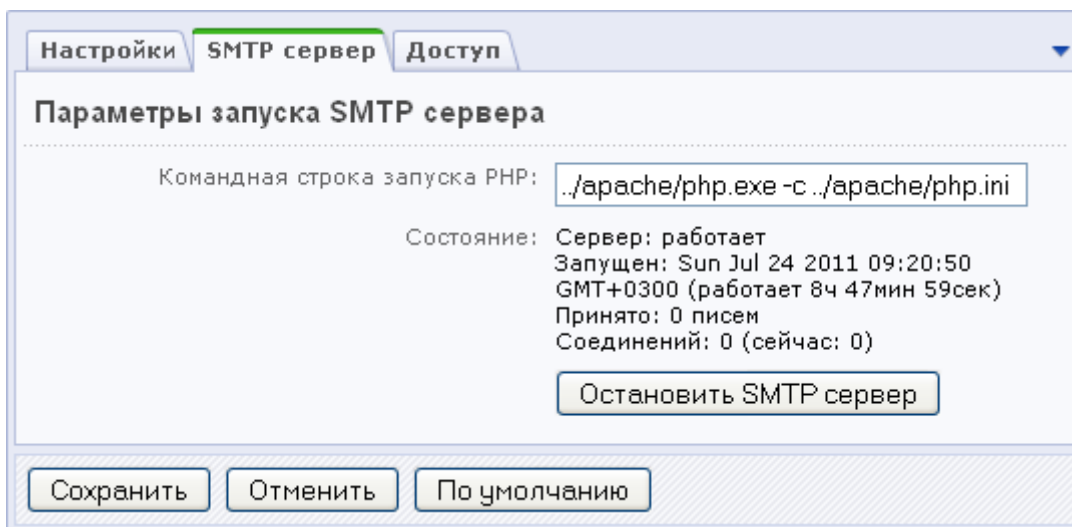 Настройки SMTP сервер Доступ
Параметры запуска SMTP сервера
Командная строка запуска PHP: ../apache/php.exe -c ../apache/php.ini
Состояние: Сервер: работает
Запущен: Sun Jul 24 2011 09:20:50
GMT+0300 (работает 8ч 47мин 59сек)
Принято: 0 писем
Соединений: 0 (сейчас: 0)
Остановить SMTP сервер
Сохранить Отменить По умолчанию